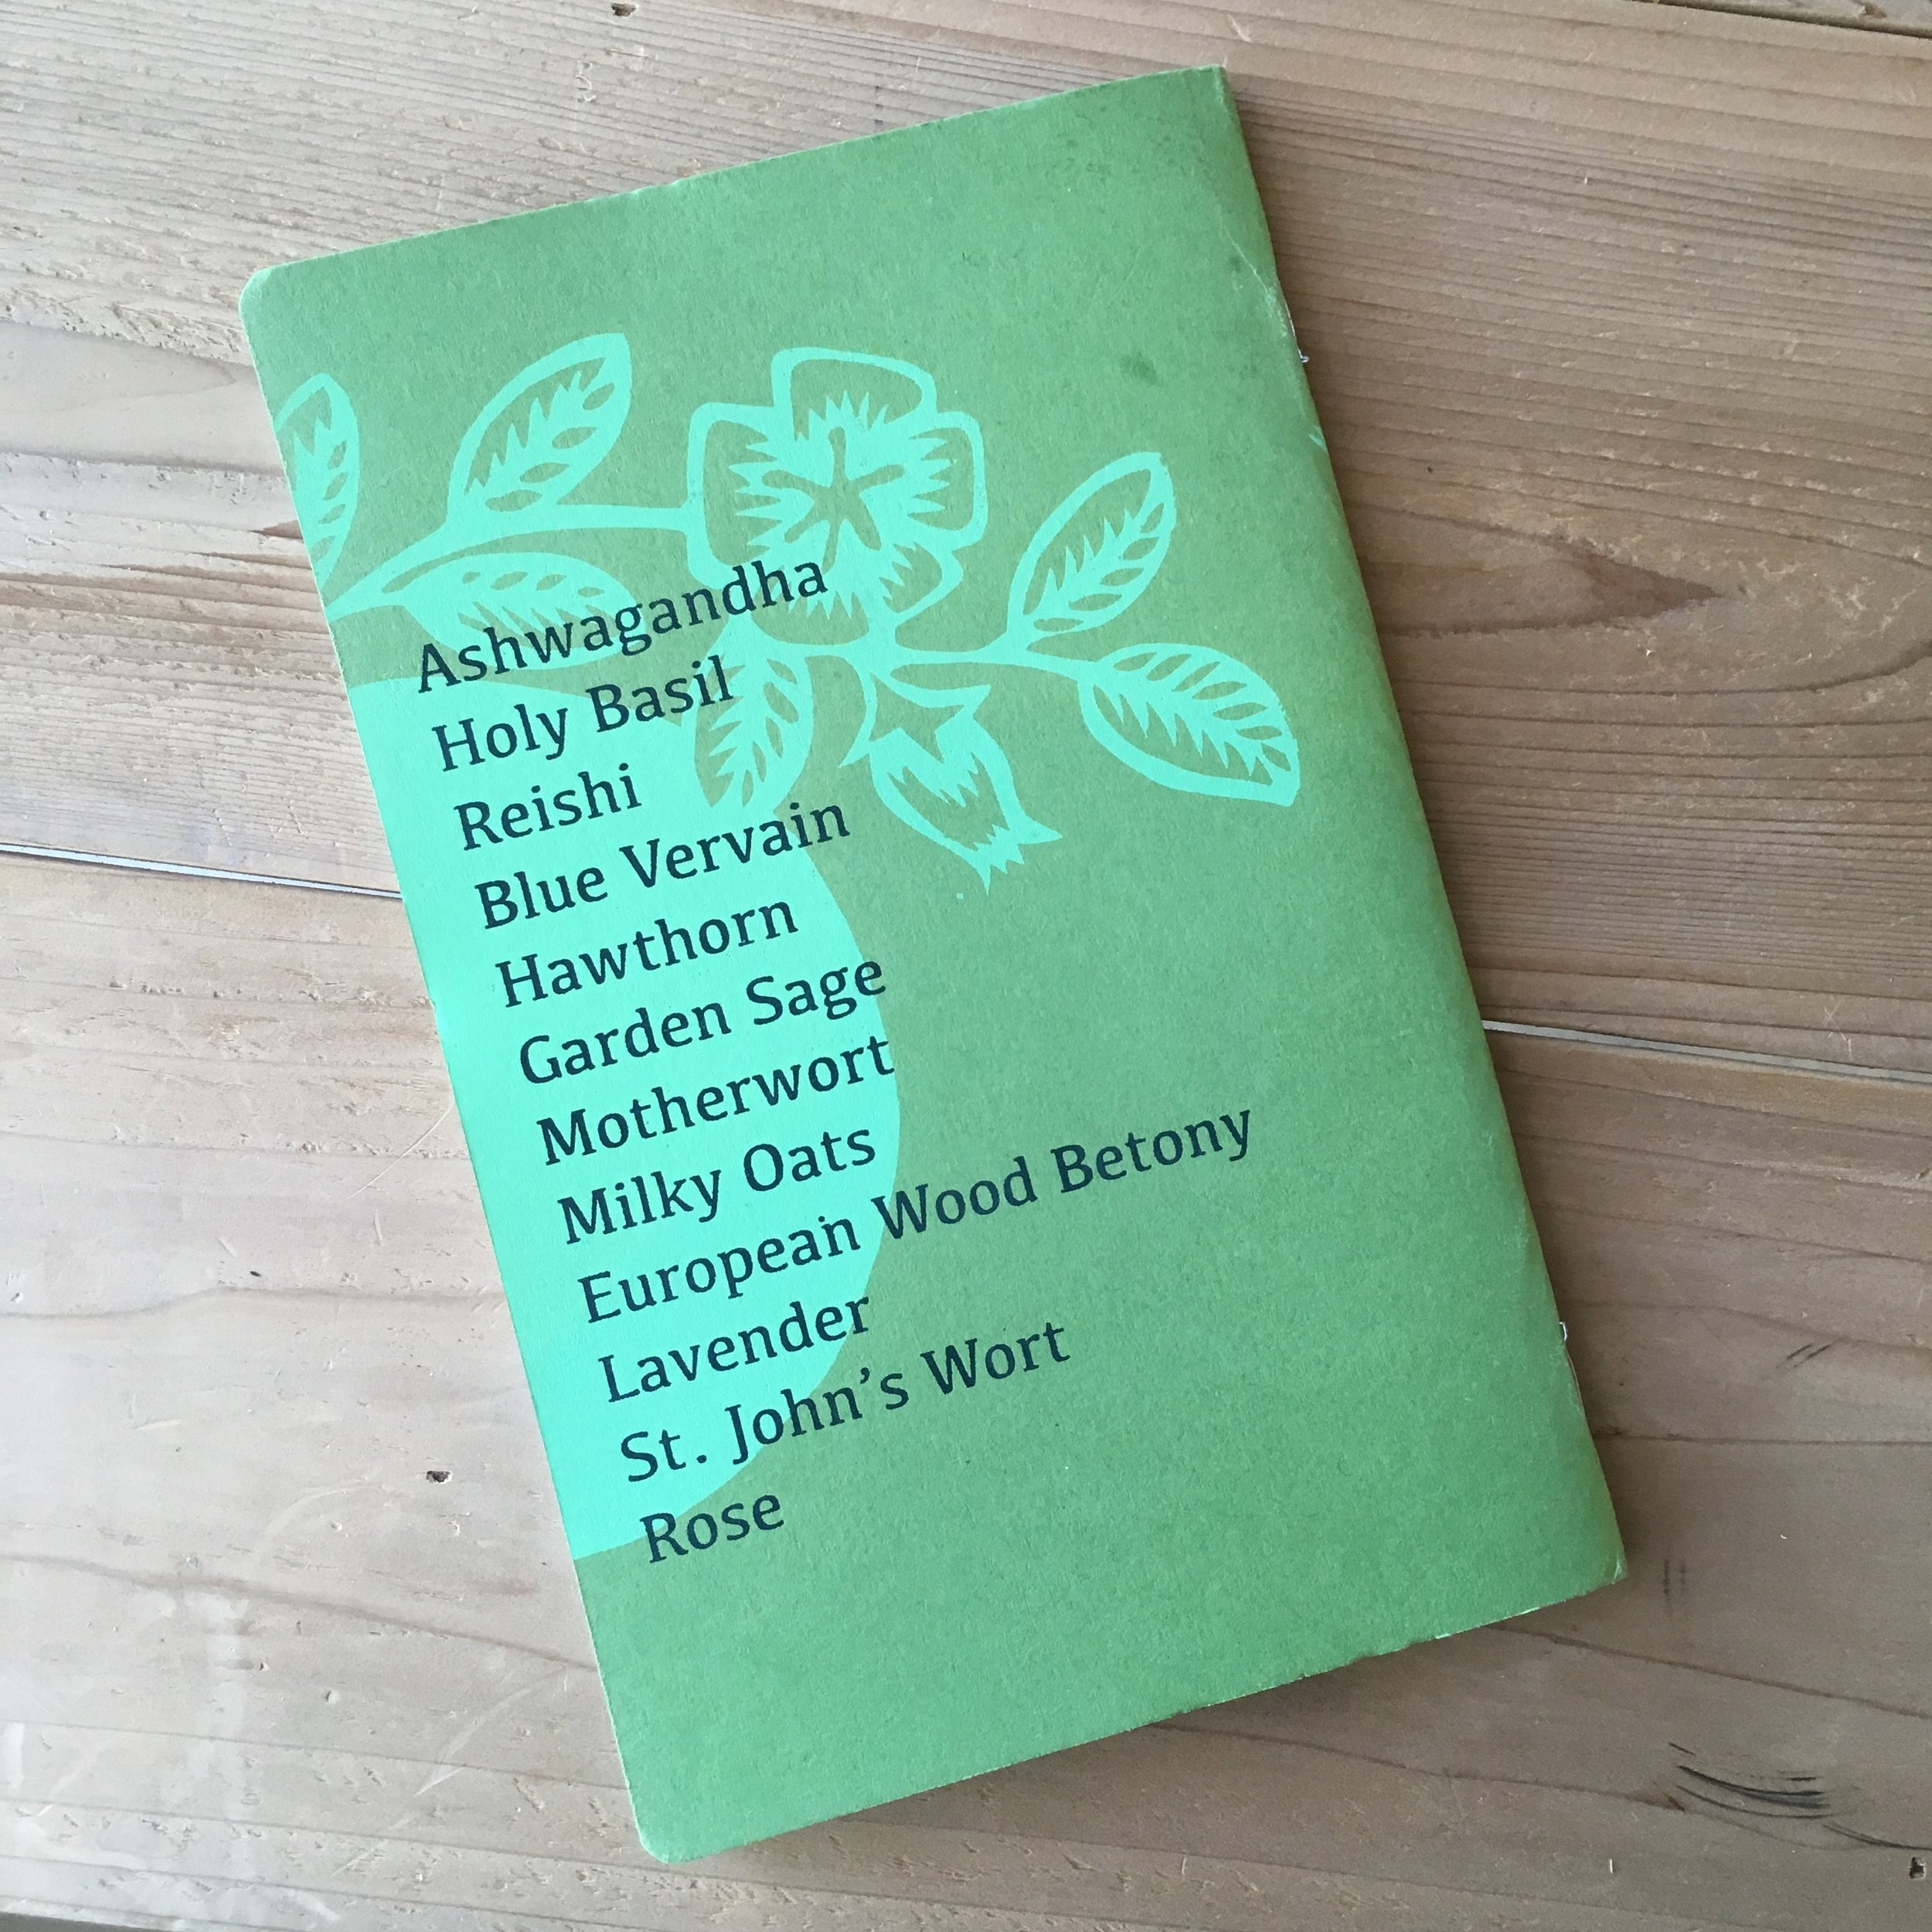 Ashwagandha
Holy Basil
Reishi
Blue Vervain
Hawthorn
Garden Sage
Motherwort
Milky Oats
European Wood Betony
Lavender
St. John’s Wort
Rose